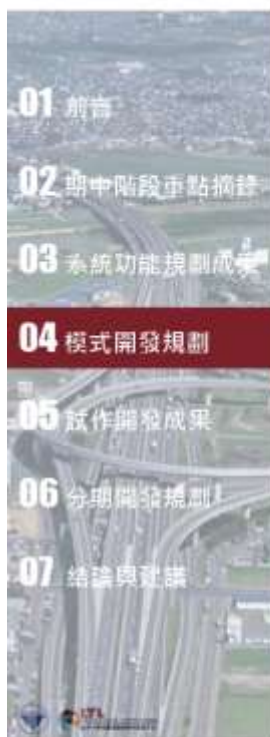 01 前言
02 期中階段重點摘錄
03 系統功能規劃成果
04 模式開發規劃
05 試作開發成果
06 分期開發規劃
07 結論與建議